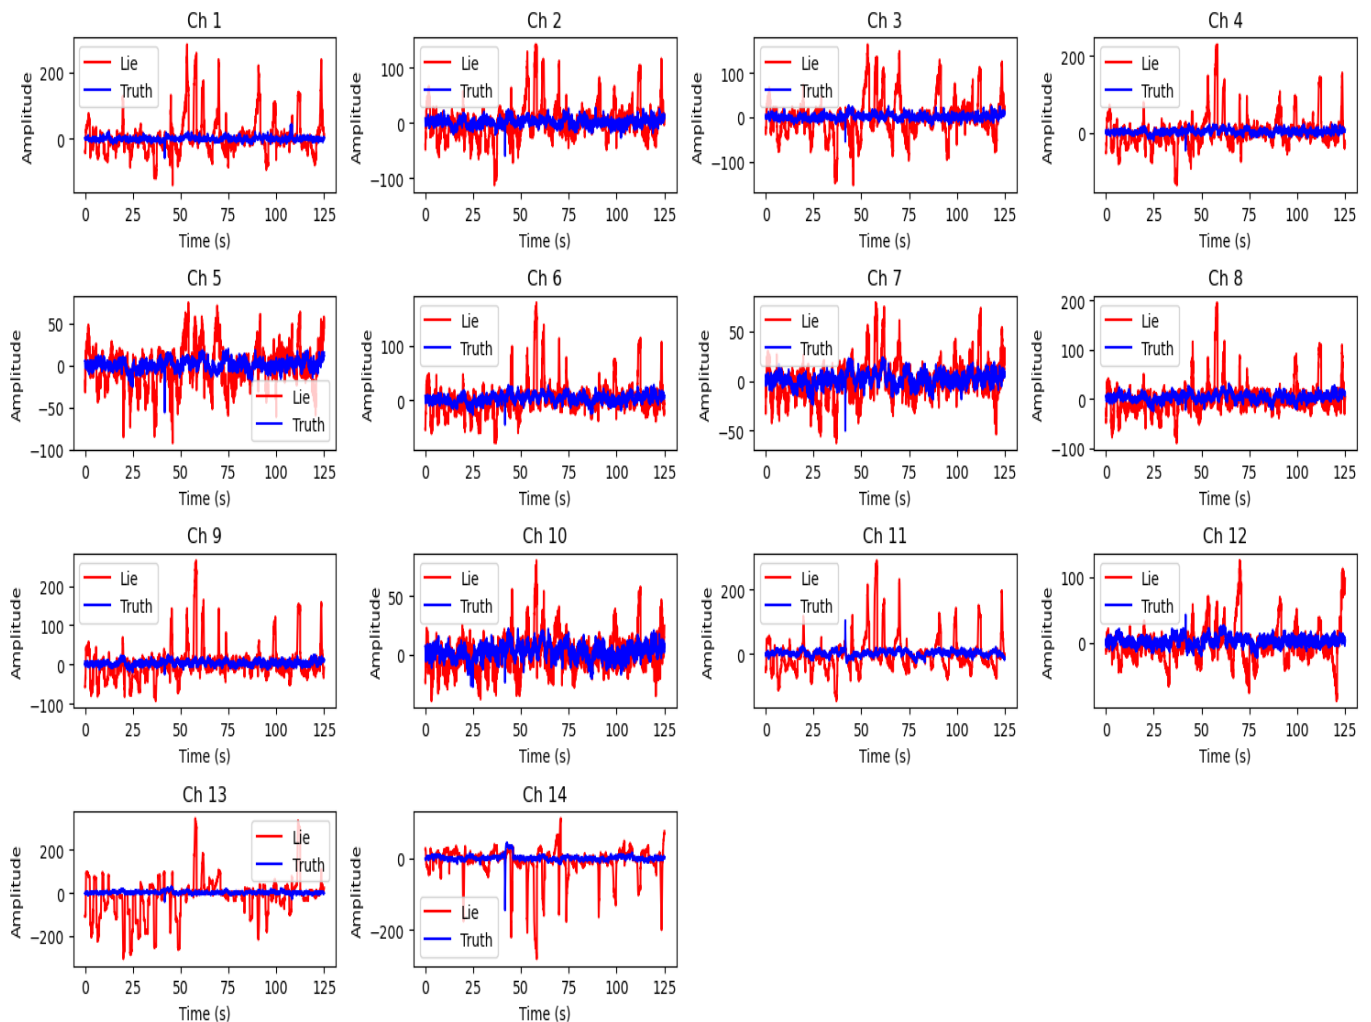 Ch 1 Ch 2 Ch 3 Ch 4
Lie Lie Lie Lie
Truth Truth Truth Truth
Amplitude Amplitude Amplitude Amplitude
200 0
100 0 −100
100 0 −100
200 0
0 25 50 75 100 125 0 25 50 75 100 125 0 25 50 75 100 125 0 25 50 75 100 125
Time (s) Time (s) Time (s) Time (s)
Ch 5 Ch 6 Ch 7 Ch 8
Lie Lie Lie Lie
Truth Truth Truth Truth
Amplitude Amplitude Amplitude Amplitude
50 0 −50 −100
100 0
50 0 −50
200 100 0 −100
0 25 50 75 100 125 0 25 50 75 100 125 0 25 50 75 100 125 0 25 50 75 100 125
Time (s) Time (s) Time (s) Time (s)
Ch 9 Ch 10 Ch 11 Ch 12
Lie Lie Lie Lie
Truth Truth Truth Truth
Amplitude Amplitude Amplitude Amplitude
200 100 0 −100
50 0
200 0
100 0
0 25 50 75 100 125 0 25 50 75 100 125 0 25 50 75 100 125 0 25 50 75 100 125
Time (s) Time (s) Time (s) Time (s)
Ch 13 Ch 14
Lie Lie
Truth Truth
Amplitude Amplitude
200 0 −200
0 −200
0 25 50 75 100 125 0 25 50 75 100 125
Time (s) Time (s)